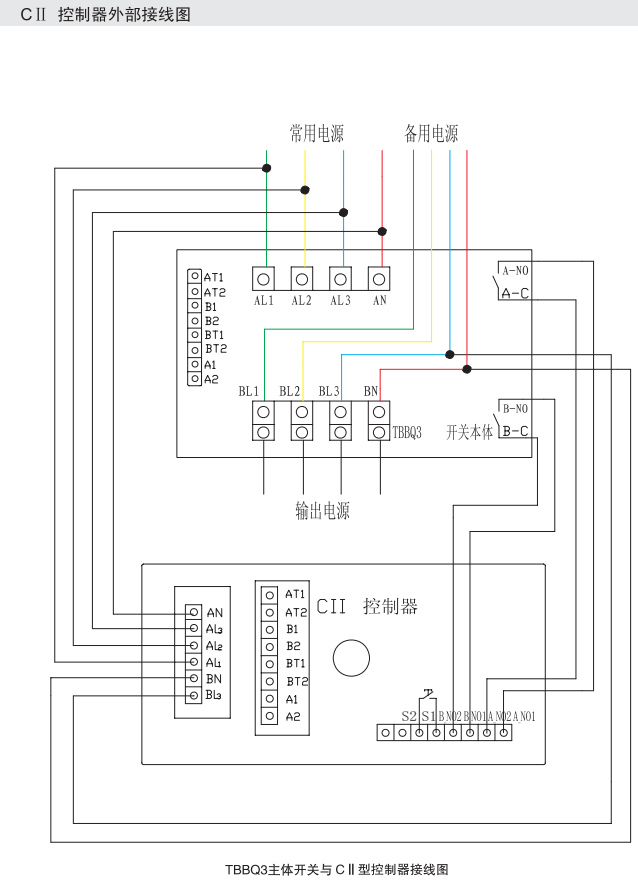 CⅡ 控制器外部接线图
常用电源 备用电源
AT1
AT2
B1
B2
BT1
BT2
A1
A2
AL1 AL2 AL3 AN
A-NO
A-C
BL1 BL2 BL3 BN
TBBQ3
开关本体
B-NO
B-C
输出电源
AN
AL3
AL2
AL1
BN
BL3
AT1
AT2
B1
B2
BT1
BT2
A1
A2
CII 控制器
S2 S1 B NO2 B NO1 A NO2 A NO1
TBBQ3主体开关与 CⅡ型控制器接线图